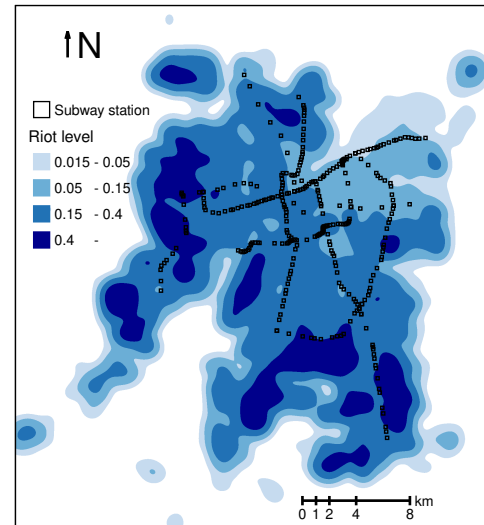 N
Subway station
Riot level
0.015 - 0.05
0.05 - 0.15
0.15 - 0.4
0.4 -
km
0 1 2 4 8